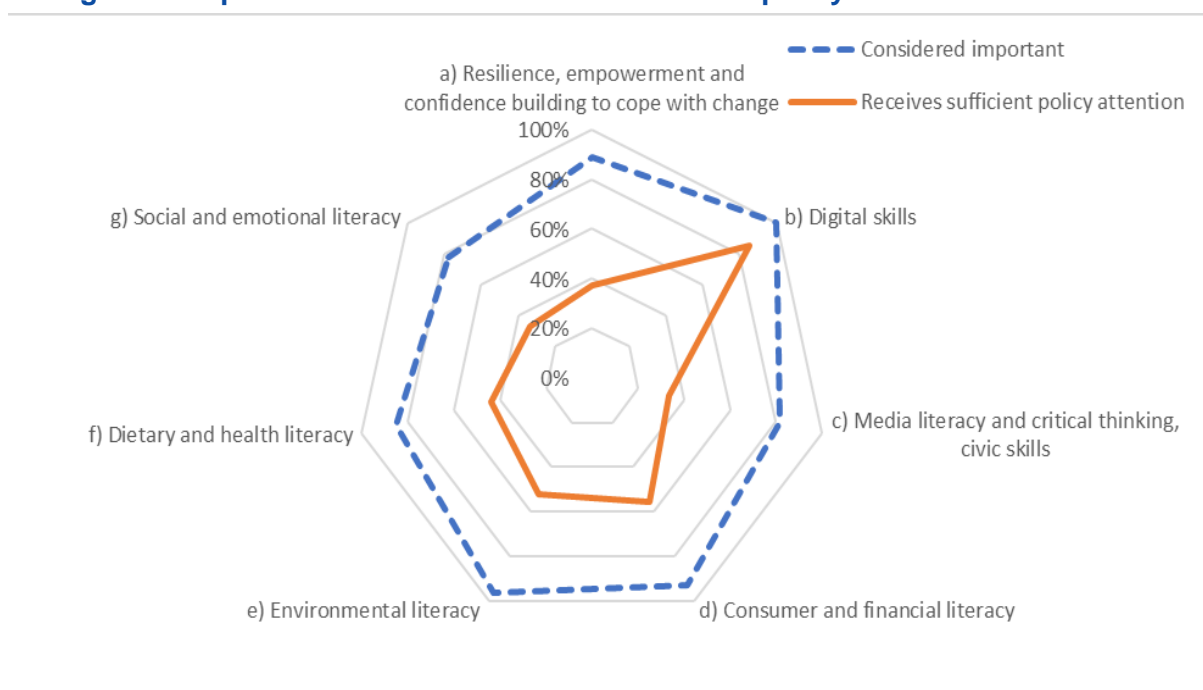 Considered important
a) Resilience, empowerment and
confidence building to cope with change
Receives sufficient policy attention
100%
80%
60%
40%
20%
0%
b) Digital skills
g) Social and emotional literacy
c) Media literacy and critical thinking,
civic skills
f) Dietary and health literacy
e) Environmental literacy
d) Consumer and financial literacy